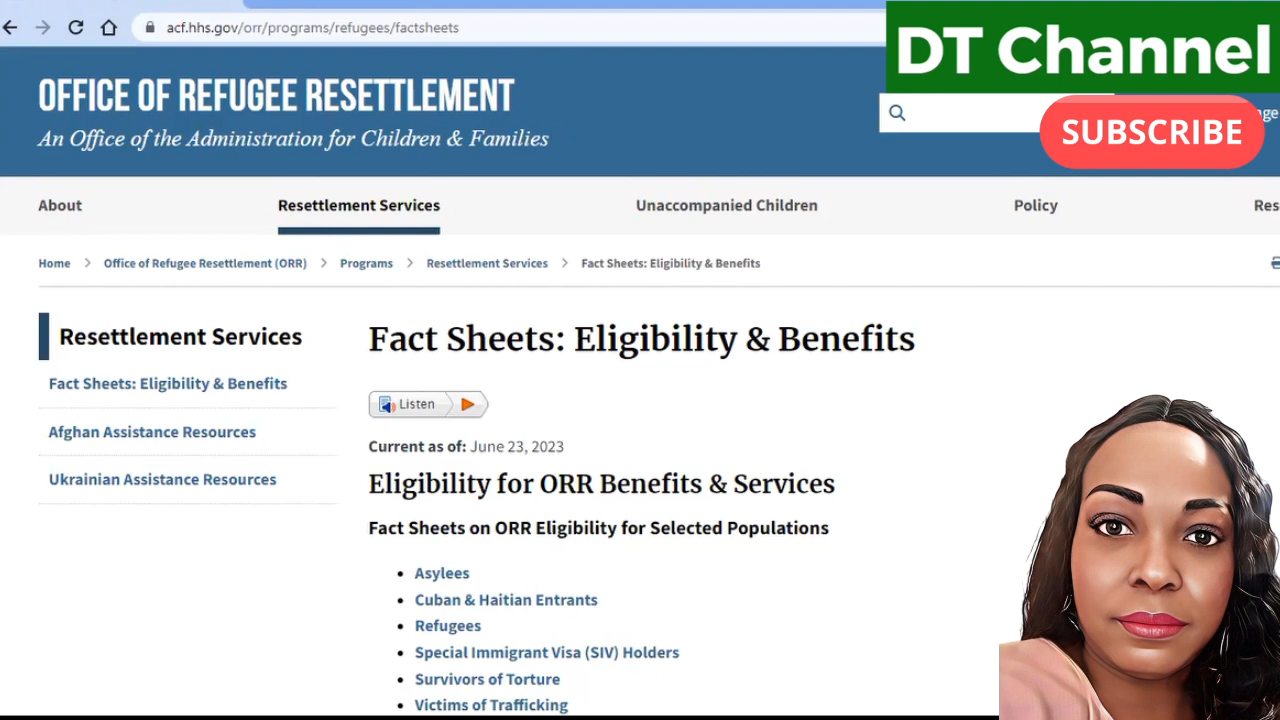 acf.hhs.gov/orr/programs/refugees/factsheets
DT Channel
OFFICE OF REFUGEE RESETTLEMENT
An Office of the Administration for Children & Families
SUBSCRIBE
About
Resettlement Services
Unaccompanied Children
Policy
Home
Office of Refugee Resettlement (ORR)
Programs
Resettlement Services
Fact Sheets: Eligibility & Benefits
Resettlement Services
Fact Sheets: Eligibility & Benefits
Afghan Assistance Resources
Ukrainian Assistance Resources
Fact Sheets: Eligibility & Benefits
Listen
Current as of: June 23, 2023
Eligibility for ORR Benefits & Services
Fact Sheets on ORR Eligibility for Selected Populations
Asylees
Cuban & Haitian Entrants
Refugees
Special Immigrant Visa (SIV) Holders
Survivors of Torture
Victims of Trafficking